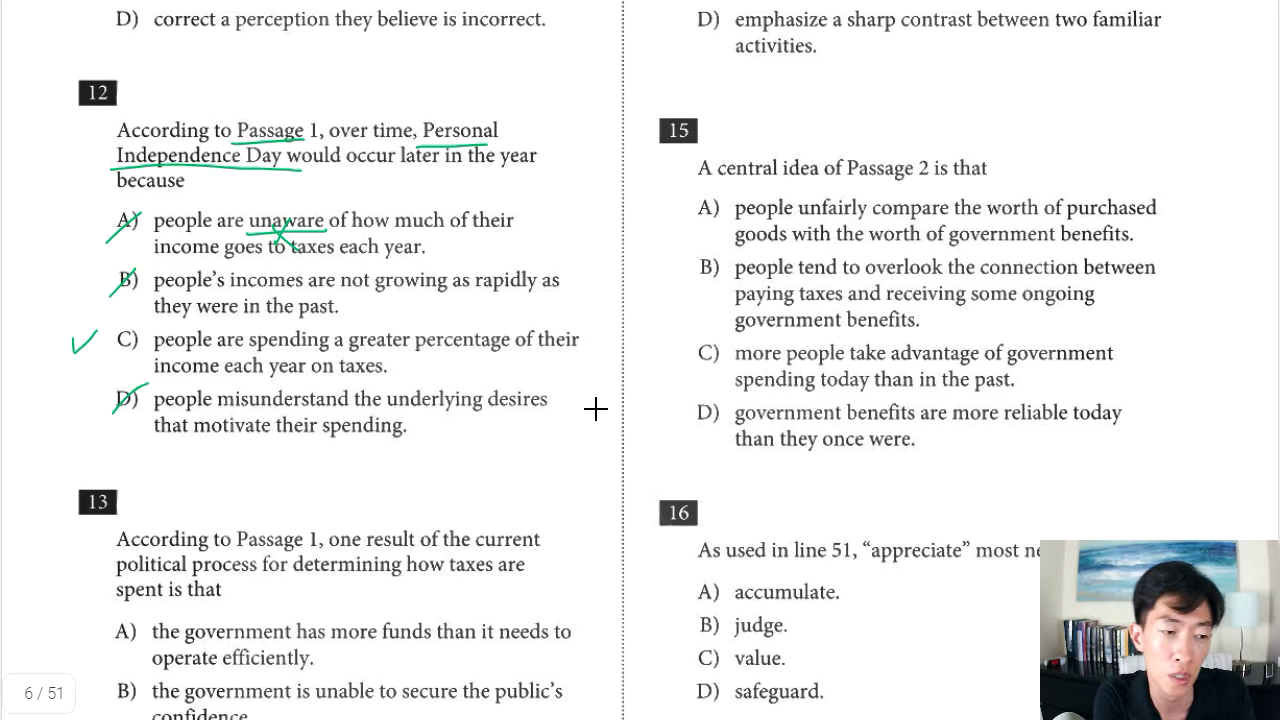 D) correct a perception they believe is incorrect.
12
According to Passage 1, over time, Personal
Independence Day would occur later in the year
because
A) people are unaware of how much of their
income goes to taxes each year.
B) people’s incomes are not growing as rapidly as
they were in the past.
C) people are spending a greater percentage of their
income each year on taxes.
D) people misunderstand the underlying desires
that motivate their spending.
13
According to Passage 1, one result of the current
political process for determining how taxes are
spent is that
A) the government has more funds than it needs to
operate efficiently.
B) the government is unable to secure the public’s
confidence
6 / 51
D) emphasize a sharp contrast between two familiar
activities.
15
A central idea of Passage 2 is that
A) people unfairly compare the worth of purchased
goods with the worth of government benefits.
B) people tend to overlook the connection between
paying taxes and receiving some ongoing
government benefits.
C) more people take advantage of government
spending today than in the past.
D) government benefits are more reliable today
than they once were.
16
As used in line 51, “appreciate” most
A) accumulate.
B) judge.
C) value.
D) safeguard.